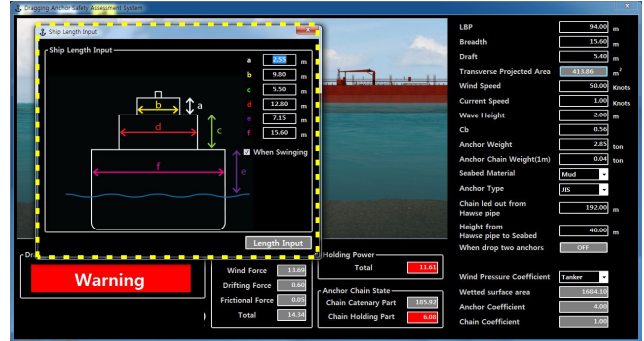 Dragging Anchor Safety Assessment System
Ship Length Input
Ship Length Input
a 2.55 m
b 9.80 m
c 5.50 m
d 12.80 m
e 7.15 m
f 15.60 m
When Swinging
b
a
d
c
f
e
Length Input
LBP 94.00 m
Breadth 15.60 m
Draft 5.40 m
Transverse Projected Area 413.86 m2
Wind Speed 50.00 Knots
Current Speed 1.00 Knots
Wave Height 2.00 m
Cb 0.56
Anchor Weight 2.85 ton
Anchor Chain Weight(1m) 0.04 ton
Seabed Material Mud
Anchor Type JIS
Chain led out from
Hawse pipe 192.00 m
Height from
Hawse pipe to Seabed 40.00 m
When drop two anchors OFF
Wind Pressure Coefficient Tanker
Wetted surface area 1684.10
Anchor Coefficient 4.00
Chain Coefficient 1.00
Warning
Wind Force 13.69
Drifting Force 0.60
Frictional Force 0.05
Total 14.34
Holding Power
Total 11.61
Anchor Chain State
Chain Catenary Part 185.92
Chain Holding Part 6.08